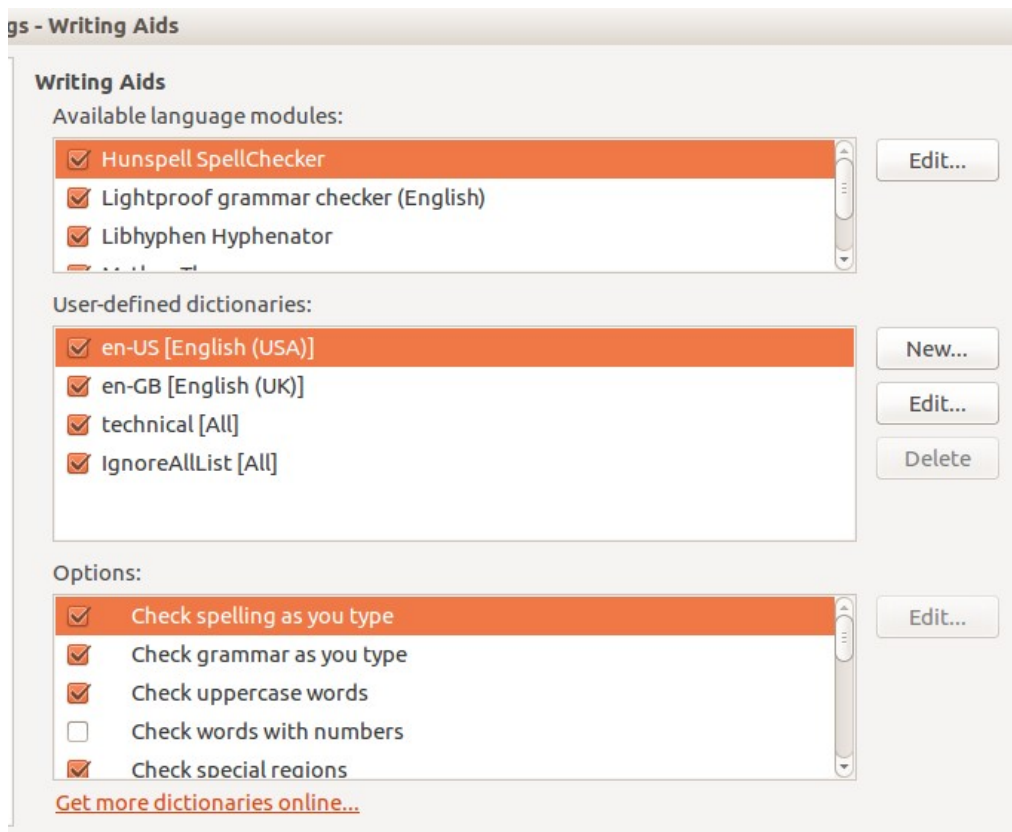 gs - Writing Aids
Writing Aids
Available language modules:
Hunspell SpellChecker
Edit...
Lightproof grammar checker (English)
Libhyphen Hyphenator
User-defined dictionaries:
en-US [English (USA)]
New...
en-GB [English (UK)]
Edit...
technical [All]
IgnoreAllList [All]
Delete
Options:
Check spelling as you type
Edit...
Check grammar as you type
Check uppercase words
Check words with numbers
Check special regions
Get more dictionaries online...